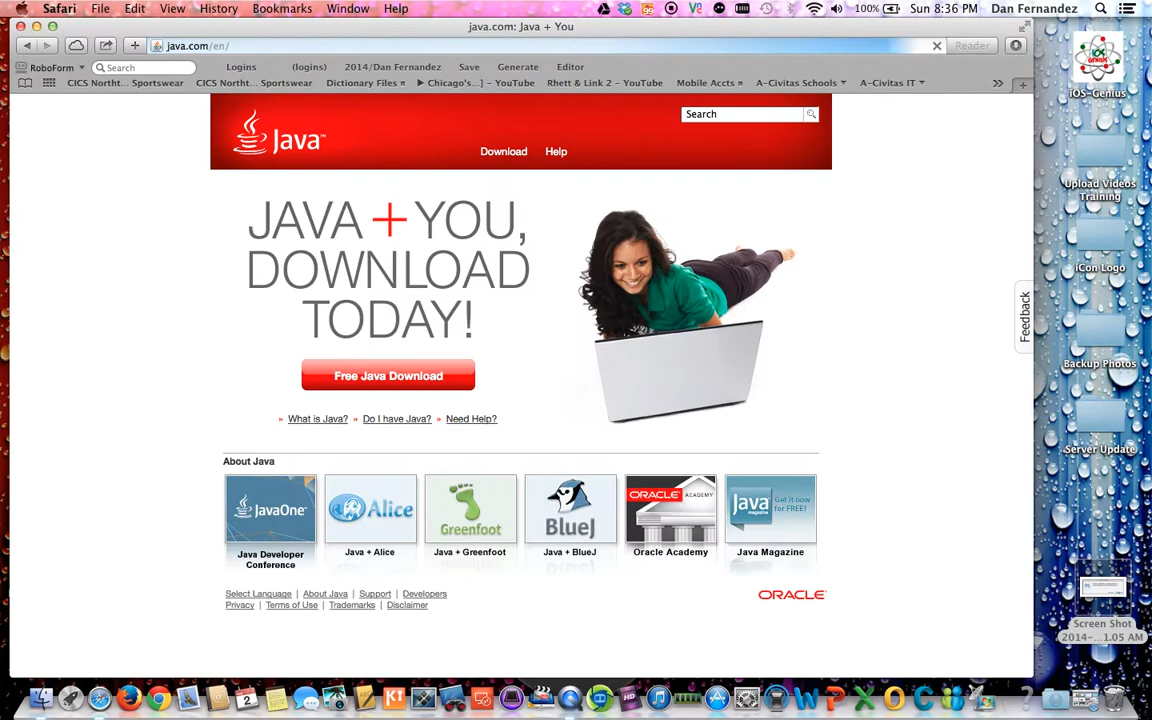 Safari File Edit View History Bookmarks Window Help 100% Sun 8:36 PM Dan Fernandez
java.com: Java + You
java.com/en/ Reader
RoboForm Search Logins (logins) 2014/Dan Fernandez Save Generate Editor
CICS Northt... Sportswear CICS Northt... Sportswear Dictionary Files Chicago's...] - YouTube Rhett & Link 2 - YouTube Mobile Accts A-Civitas Schools A-Civitas IT
Java™
Search
Download Help
JAVA + YOU,
DOWNLOAD
TODAY!
Free Java Download
» What is Java? » Do I have Java? » Need Help?
Feedback
About Java
JavaOne™
Alice
Greenfoot
BlueJ
ORACLE ACADEMY
Java magazine
Get it now
for FREE!
Java Developer
Conference
Java + Alice
Java + Greenfoot
Java + BlueJ
Oracle Academy
Java Magazine
Select Language | About Java | Support | Developers
Privacy | Terms of Use | Trademarks | Disclaimer
ORACLE
iOS-Genius
Upload Videos
Training
iCon Logo
Backup Photos
Server Update
Screen Shot
2014-...1.05 AM